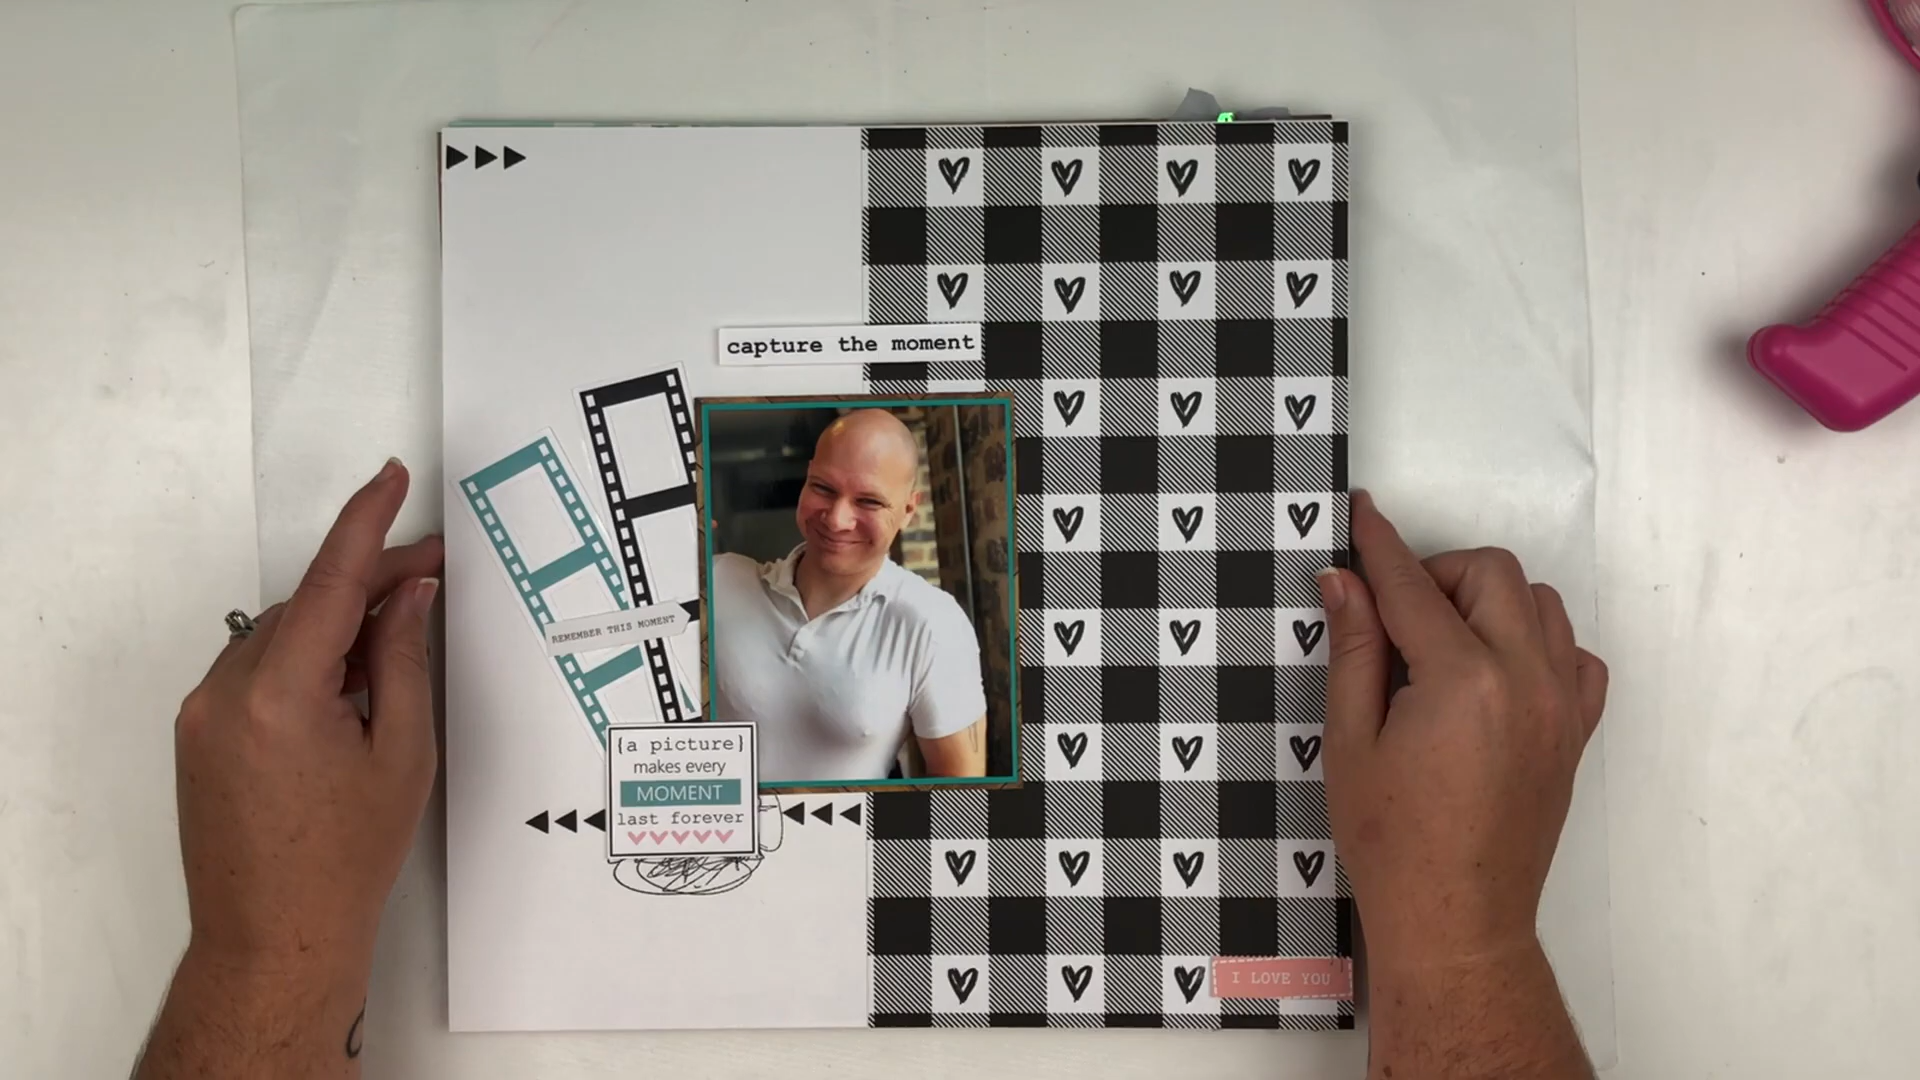 capture the moment
REMEMBER THIS MOMENT
{a picture}
makes every
MOMENT
last forever
I LOVE YOU